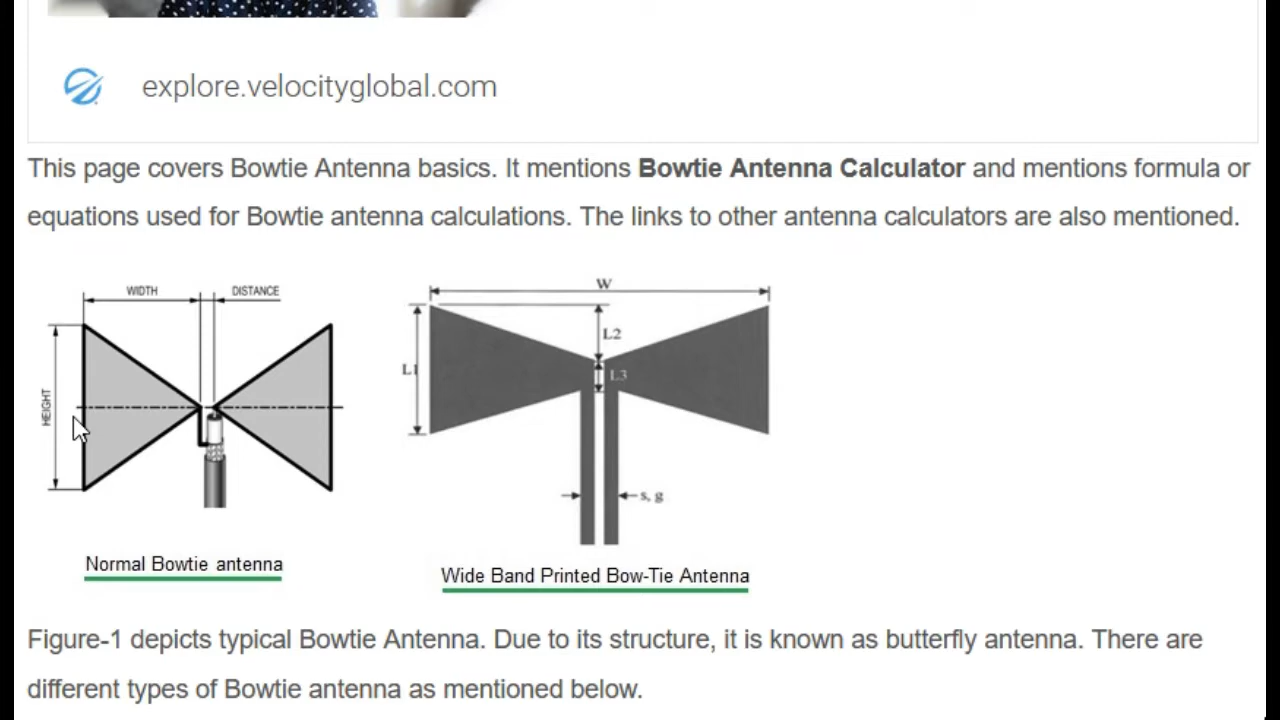 explore.velocityglobal.com
This page covers Bowtie Antenna basics. It mentions Bowtie Antenna Calculator and mentions formula or
equations used for Bowtie antenna calculations. The links to other antenna calculators are also mentioned.
WIDTH
DISTANCE
HEIGHT
W
L1
L2
L3
s, g
Normal Bowtie antenna
Wide Band Printed Bow-Tie Antenna
Figure-1 depicts typical Bowtie Antenna. Due to its structure, it is known as butterfly antenna. There are
different types of Bowtie antenna as mentioned below.